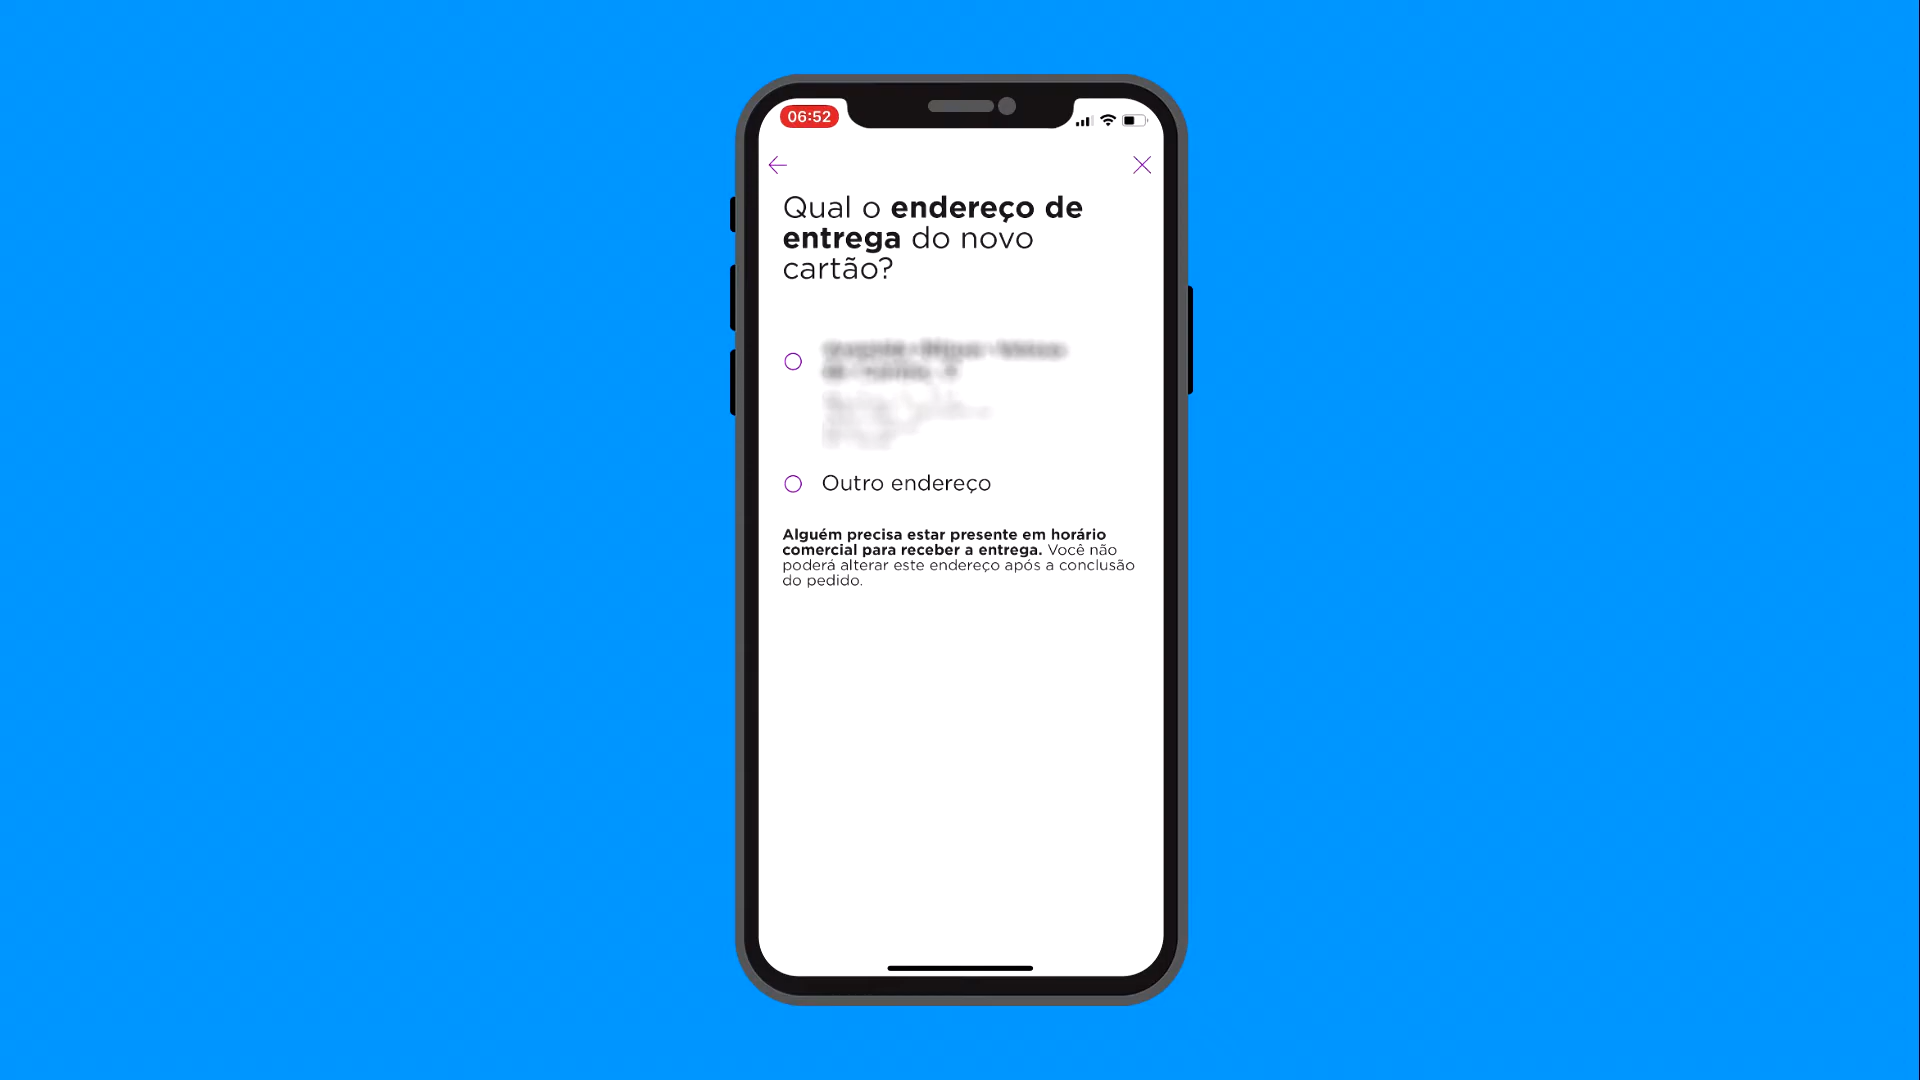 06:52
Qual o endereço de
entrega do novo
cartão?
Outro endereço
Alguém precisa estar presente em horário
comercial para receber a entrega. Você não
poderá alterar este endereço após a conclusão
do pedido.